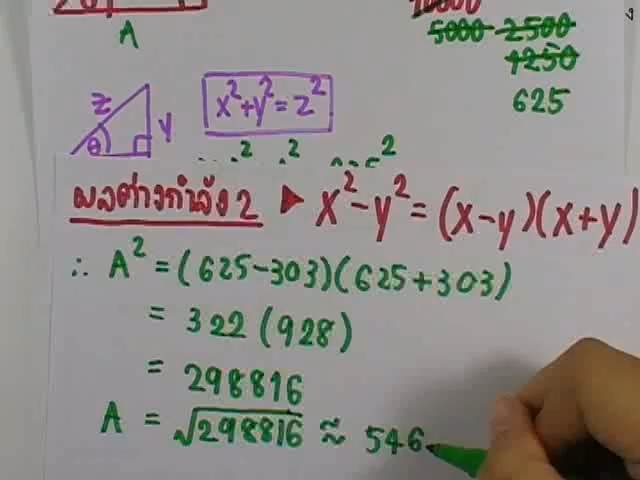 A
5000 2500
1250
625
z
x²+y²=z²
y
θ
ผลต่างกำลัง 2 ▶ x²-y²=(x-y)(x+y)
∴ A² = (625-303)(625+303)
= 322 (928)
= 298816
A = √298816 ≈ 546